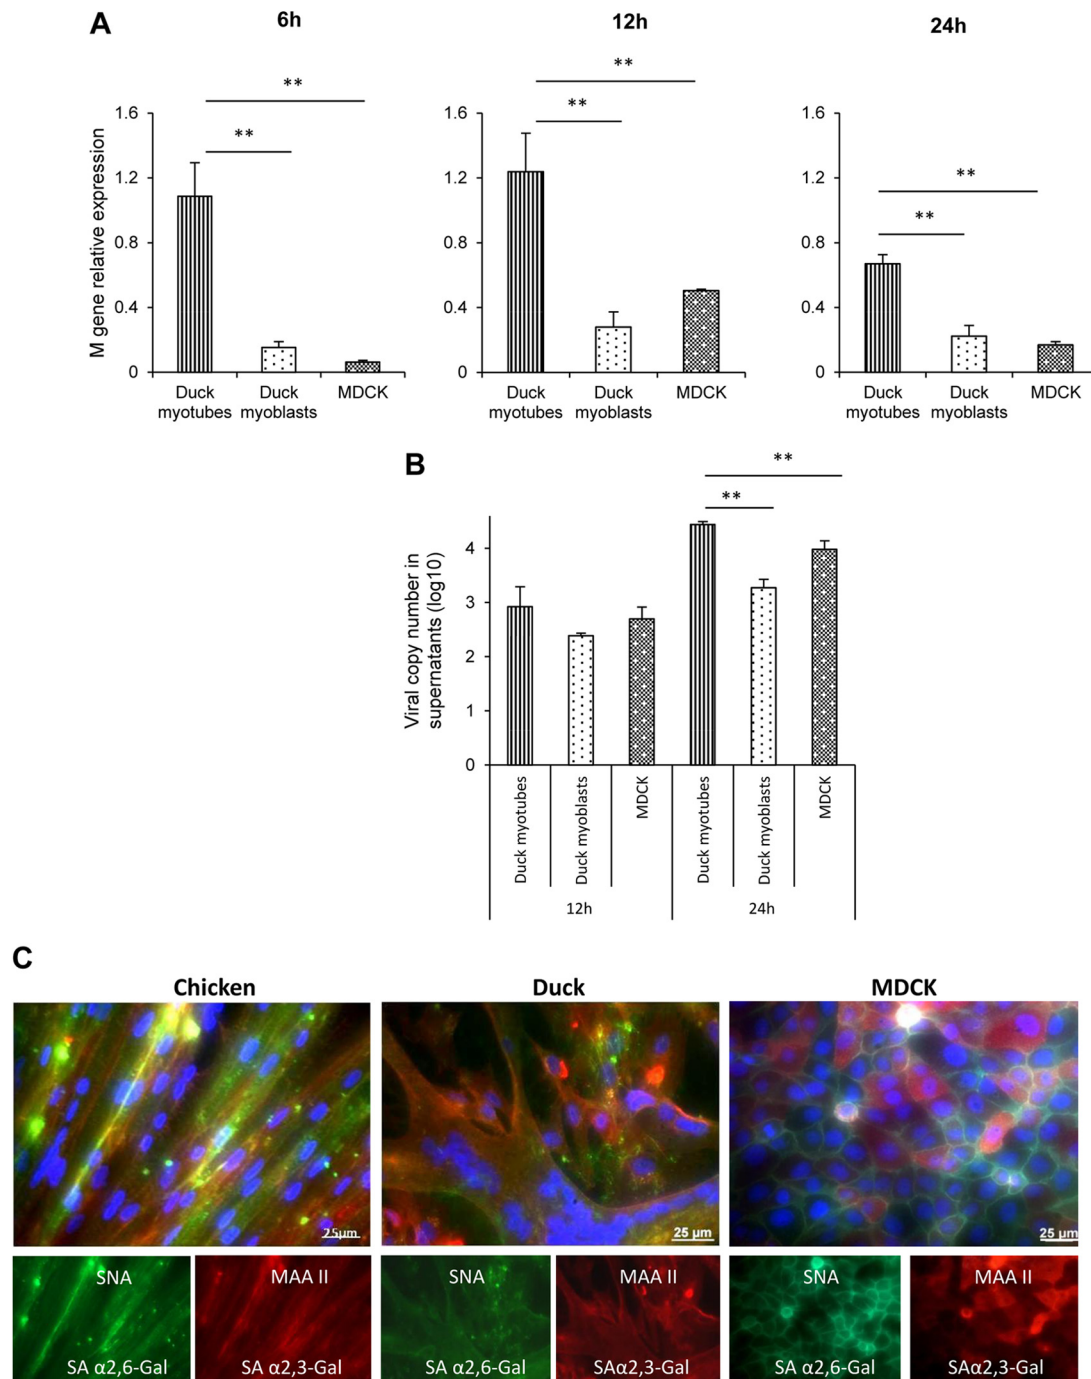 A
6h
12h
24h
**
**
**
**
**
**
M gene relative expression
1.6
1.2
0.8
0.4
0
Duck myotubes
Duck myoblasts
MDCK
1.6
1.2
0.8
0.4
0
Duck myotubes
Duck myoblasts
MDCK
1.6
1.2
0.8
0.4
0
Duck myotubes
Duck myoblasts
MDCK
B
**
**
Viral copy number in
supernatants (log10)
4
3
2
1
0
Duck myotubes
Duck myoblasts
MDCK
Duck myotubes
Duck myoblasts
MDCK
12h
24h
C
Chicken
Duck
MDCK
25µm
25 µm
25 µm
SNA
SA α2,6-Gal
MAA II
SA α2,3-Gal
SNA
SA α2,6-Gal
MAA II
SAα2,3-Gal
SNA
SA α2,6-Gal
MAA II
SAα2,3-Gal